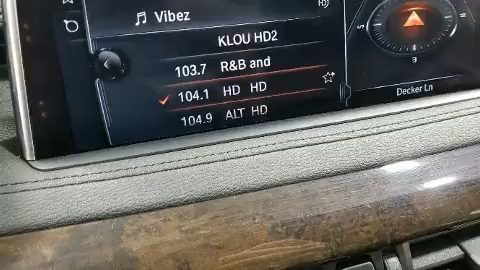 Vibez
KLOU HD2
103.7 R&B and
104.1 HD HD
104.9 ALT HD
S
E
Decker Ln